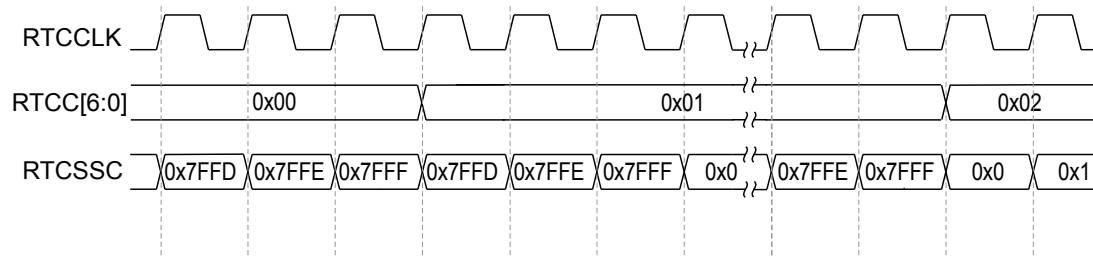 RTCCLK
RTCC[6:0] 0x00 0x01 0x02
RTCSSC 0x7FFD 0x7FFE 0x7FFF 0x7FFD 0x7FFE 0x7FFF 0x0 0x7FFE 0x7FFF 0x0 0x1